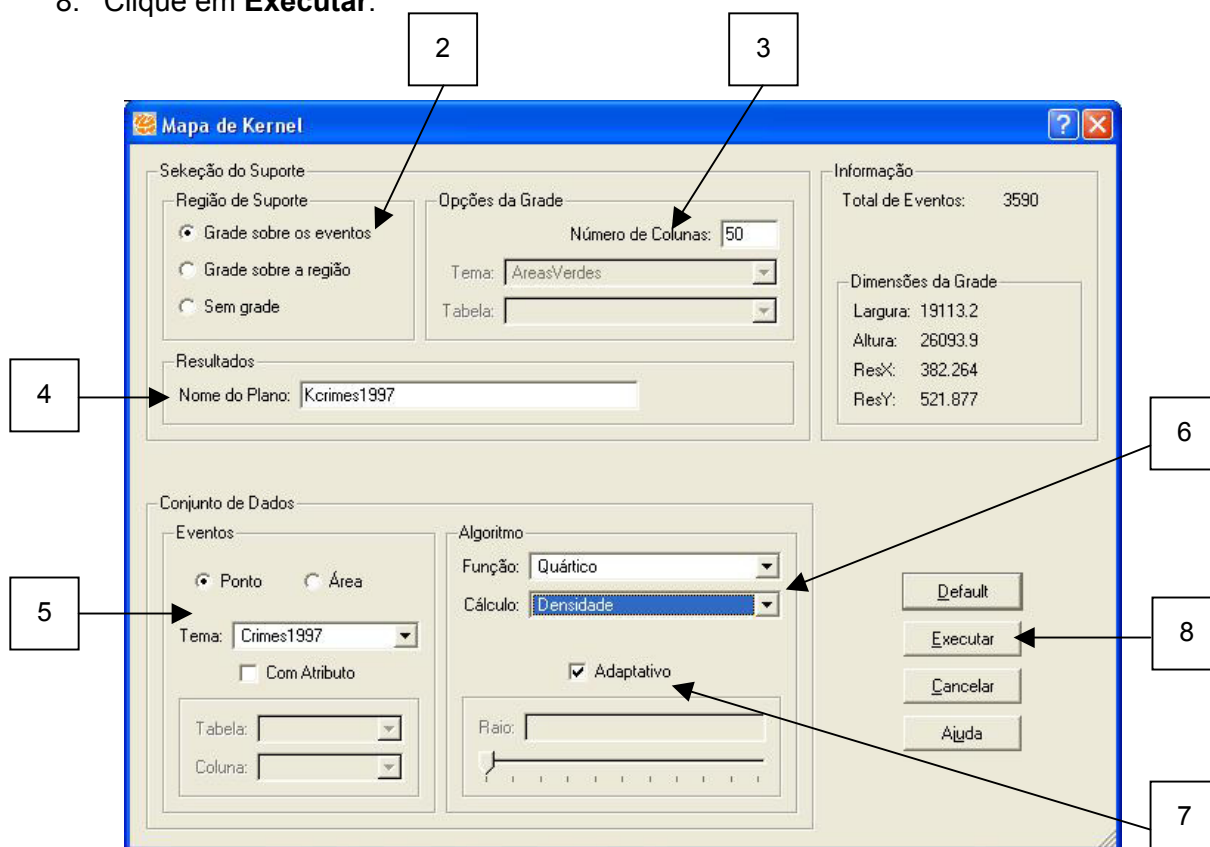 8. Clique em Executar.
2
3
Mapa de Kernel
Sekeção do Suporte
Região de Suporte
Grade sobre os eventos
Grade sobre a região
Sem grade
Opções da Grade
Número de Colunas: 50
Tema: AreasVerdes
Tabela:
Informação
Total de Eventos: 3590
Dimensões da Grade
Largura: 19113.2
Altura: 26093.9
ResX: 382.264
ResY: 521.877
4
Resultados
Nome do Plano: Kcrimes1997
6
Conjunto de Dados
Eventos
Ponto Área
5
Tema: Crimes1997
Com Atributo
Tabela:
Coluna:
Algoritmo
Função: Quártico
Cálculo: Densidade
Adaptativo
Raio:
Default
Executar
8
Cancelar
Ajuda
7